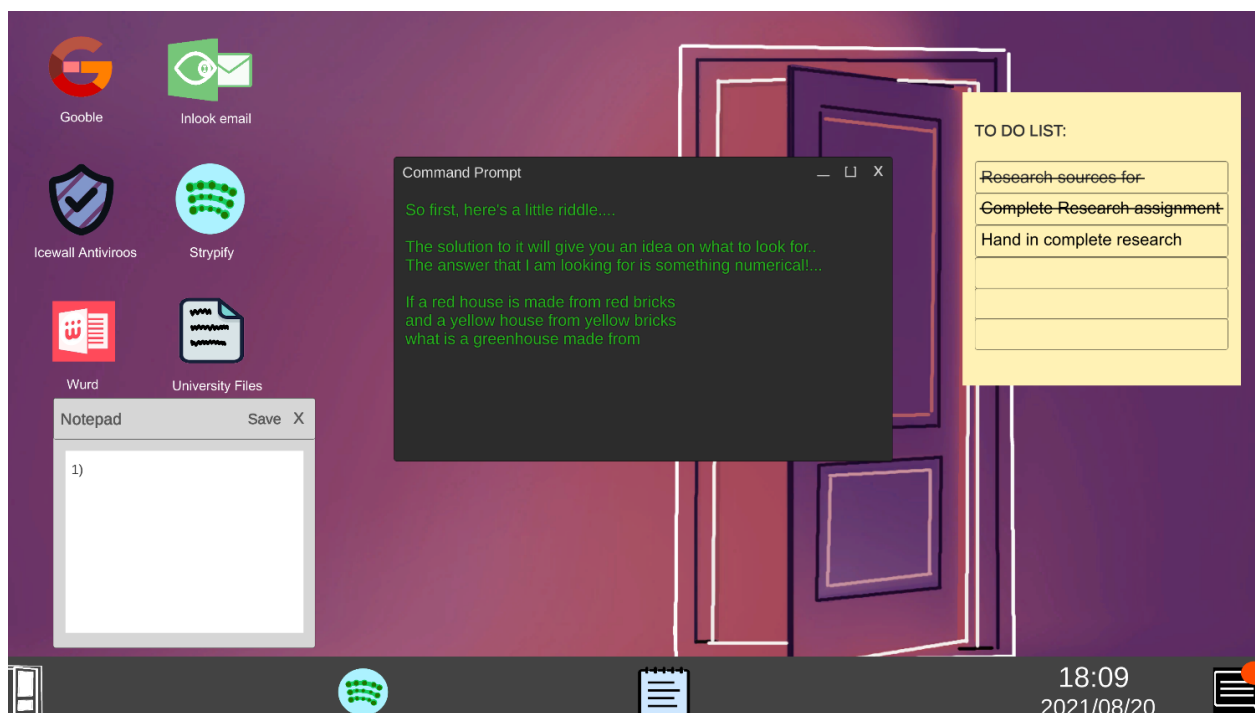 Gooble
Inlook email
Icewall Antiviroos
Strypify
Wurd
University Files
Notepad Save X
1)
Command Prompt X
So first, here's a little riddle....
The solution to it will give you an idea on what to look for..
The answer that I am looking for is something numerical!...
If a red house is made from red bricks
and a yellow house from yellow bricks
what is a greenhouse made from
TO DO LIST:
Research sources for
Complete Research assignment
Hand in complete research
18:09
2021/08/20